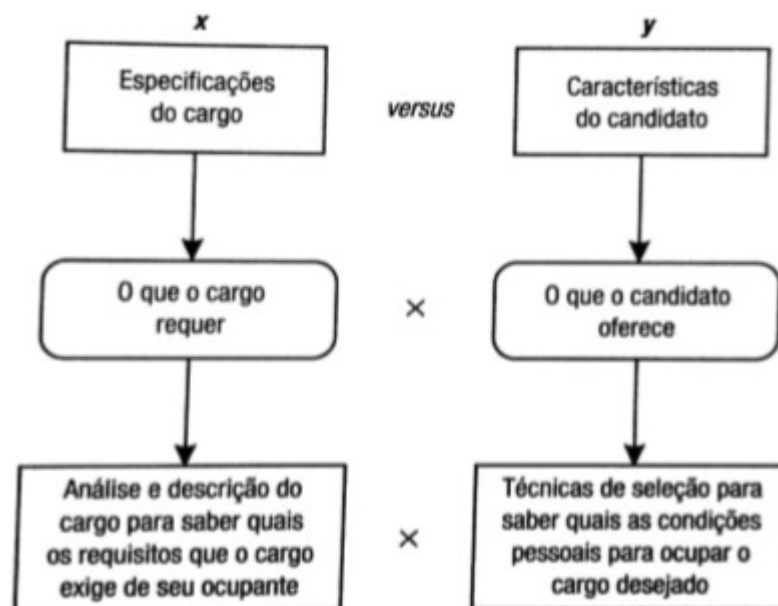 x
y
Especificações
do cargo
versus
Características
do candidato
O que o cargo
requer
×
O que o candidato
oferece
Análise e descrição do
cargo para saber quais
os requisitos que o cargo
exige de seu ocupante
×
Técnicas de seleção para
saber quais as condições
pessoais para ocupar o
cargo desejado